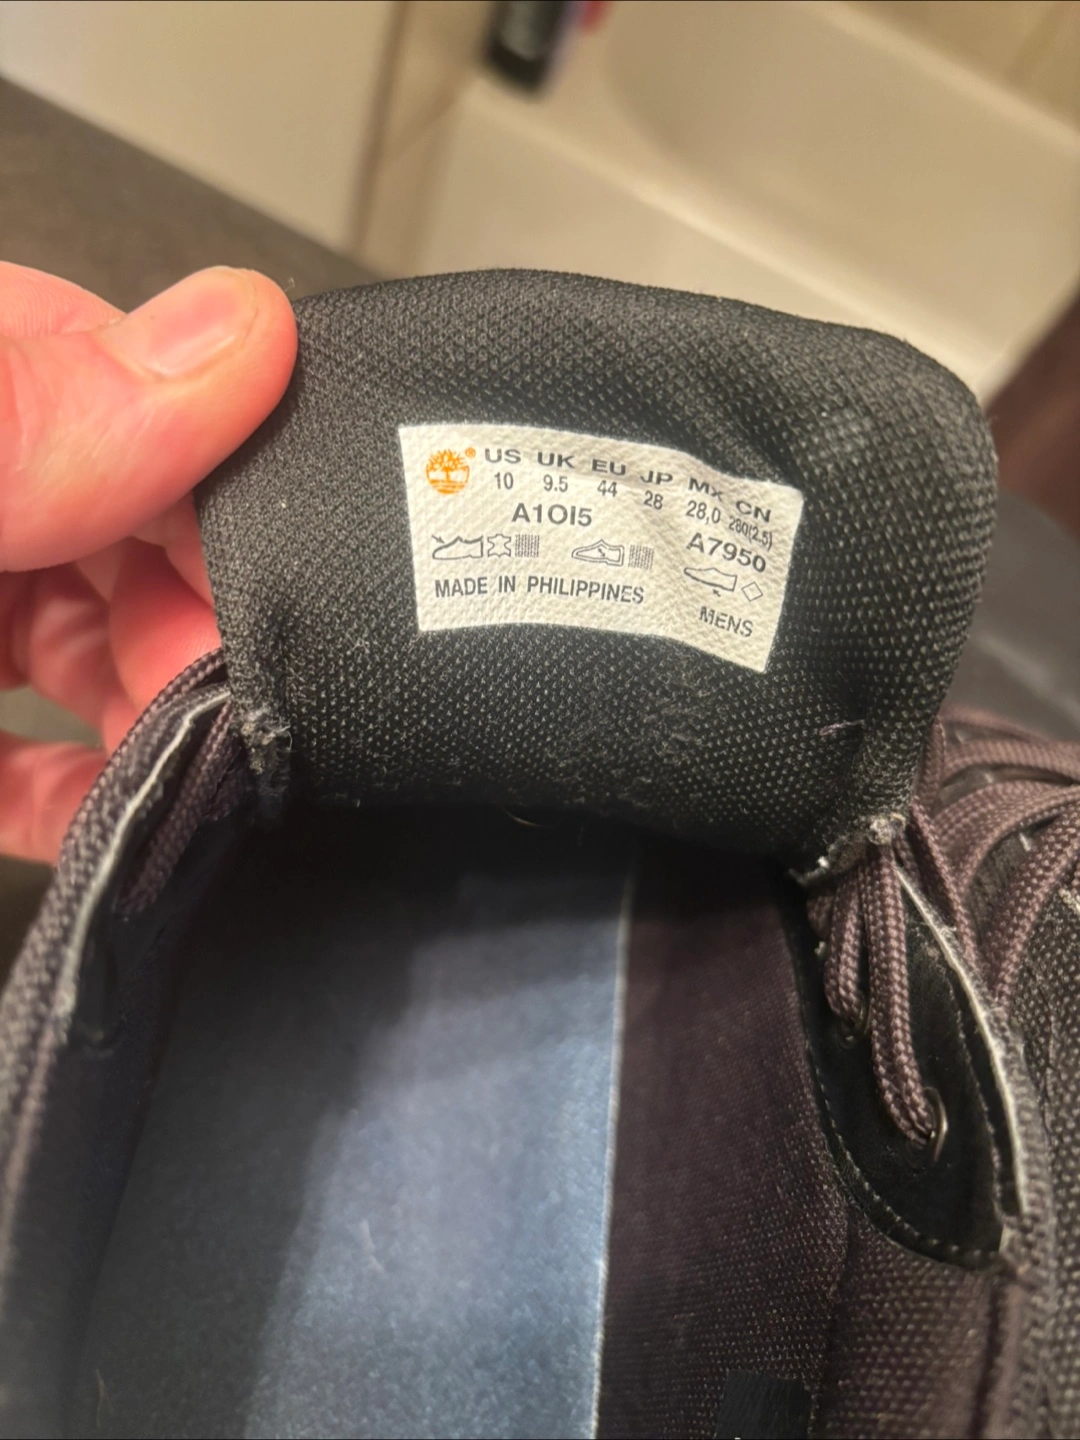 ® US UK EU JP MX CN
10 9.5 44 28 28,0 280(2.5)
A1OI5 A7950
MADE IN PHILIPPINES MENS